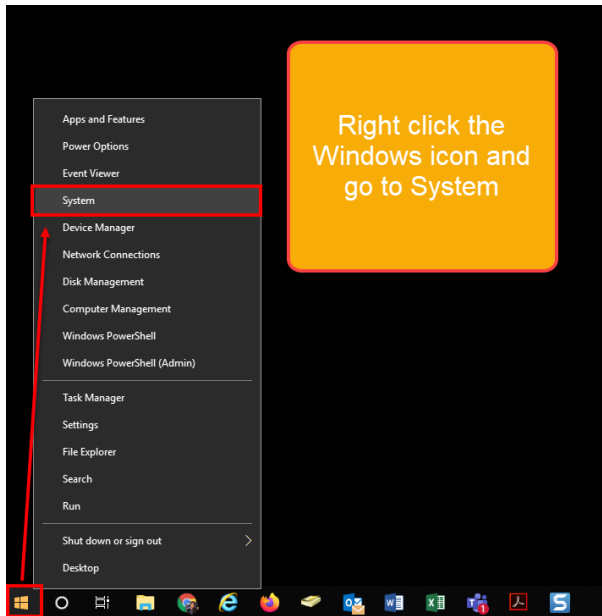 Right click the
Windows icon and
go to System
Apps and Features
Power Options
Event Viewer
System
Device Manager
Network Connections
Disk Management
Computer Management
Windows PowerShell
Windows PowerShell (Admin)
Task Manager
Settings
File Explorer
Search
Run
Shut down or sign out
Desktop